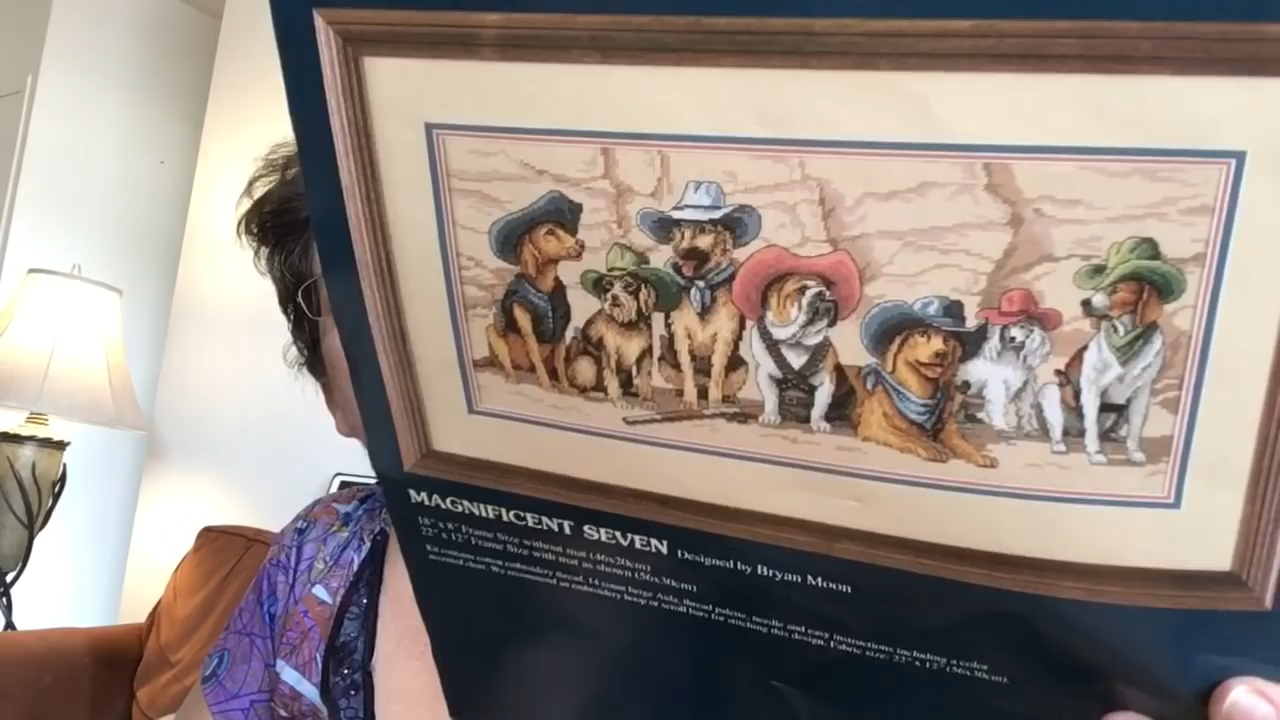 MAGNIFICENT SEVEN Designed by Bryan Moon
18" x 8" Frame Size without mat (46x20cm)
22" x 12" Frame Size with mat as shown (56x30cm)
Kit contains cotton embroidery thread, 14 count beige Aida, thread palette, needle and easy instructions including a color
chart. We recommend an embroidery hoop or scroll bars for stitching this design. Fabric size: 22" x 12" (56x30cm).